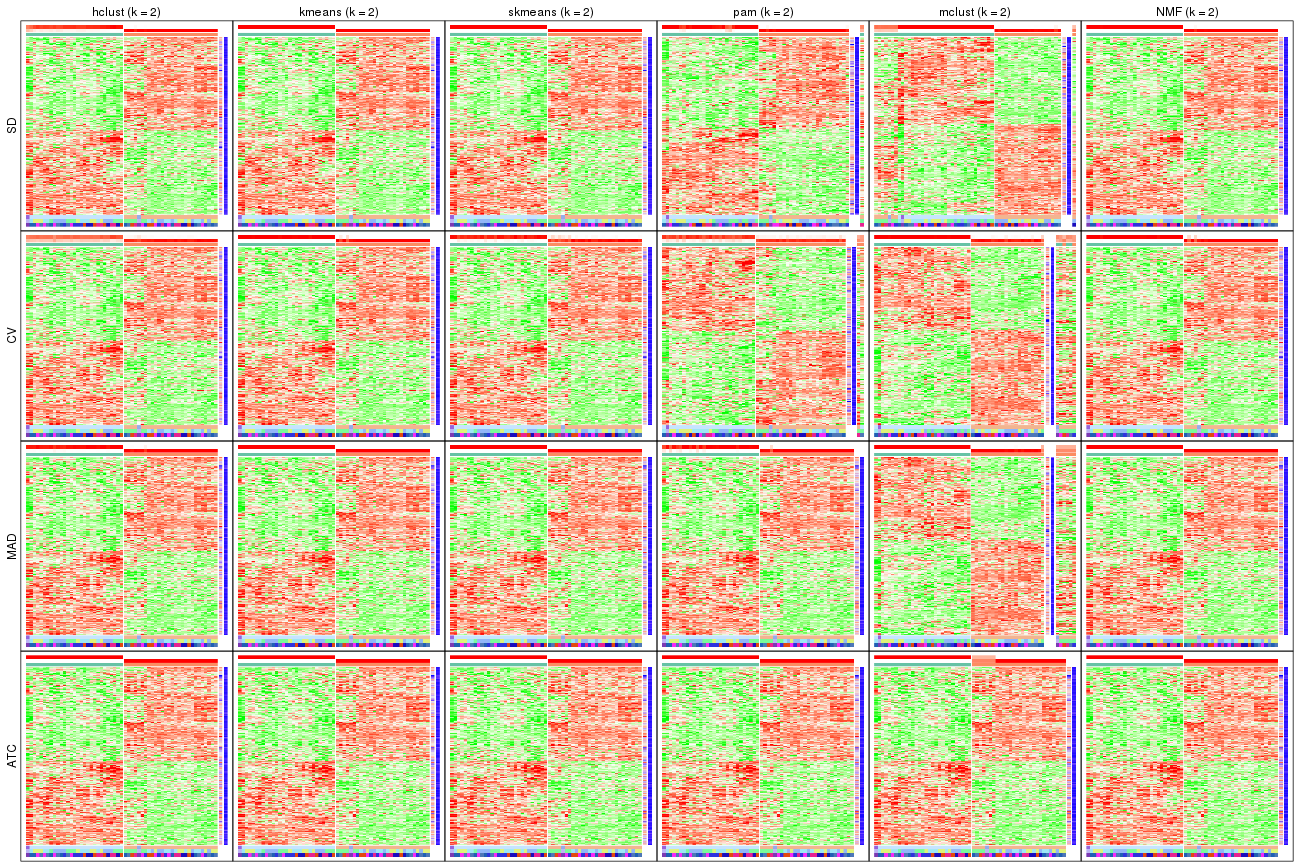 hclust (k = 2) kmeans (k = 2) skmeans (k = 2) pam (k = 2) mclust (k = 2) NMF (k = 2)
SD
CV
MAD
ATC